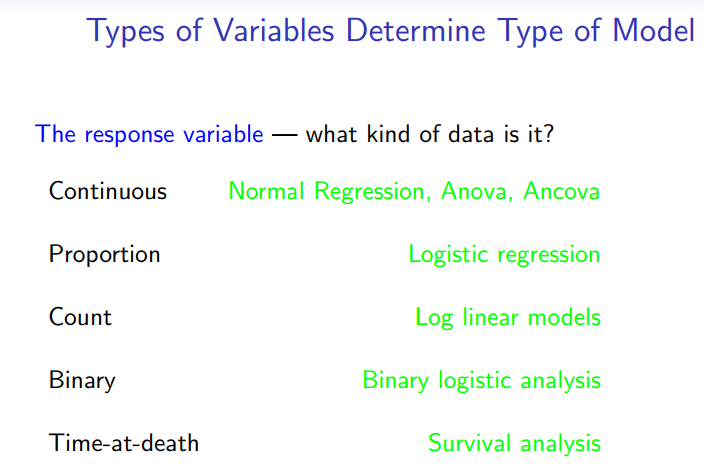 Types of Variables Determine Type of Model
The response variable — what kind of data is it?
Continuous Normal Regression, Anova, Ancova
Proportion Logistic regression
Count Log linear models
Binary Binary logistic analysis
Time-at-death Survival analysis